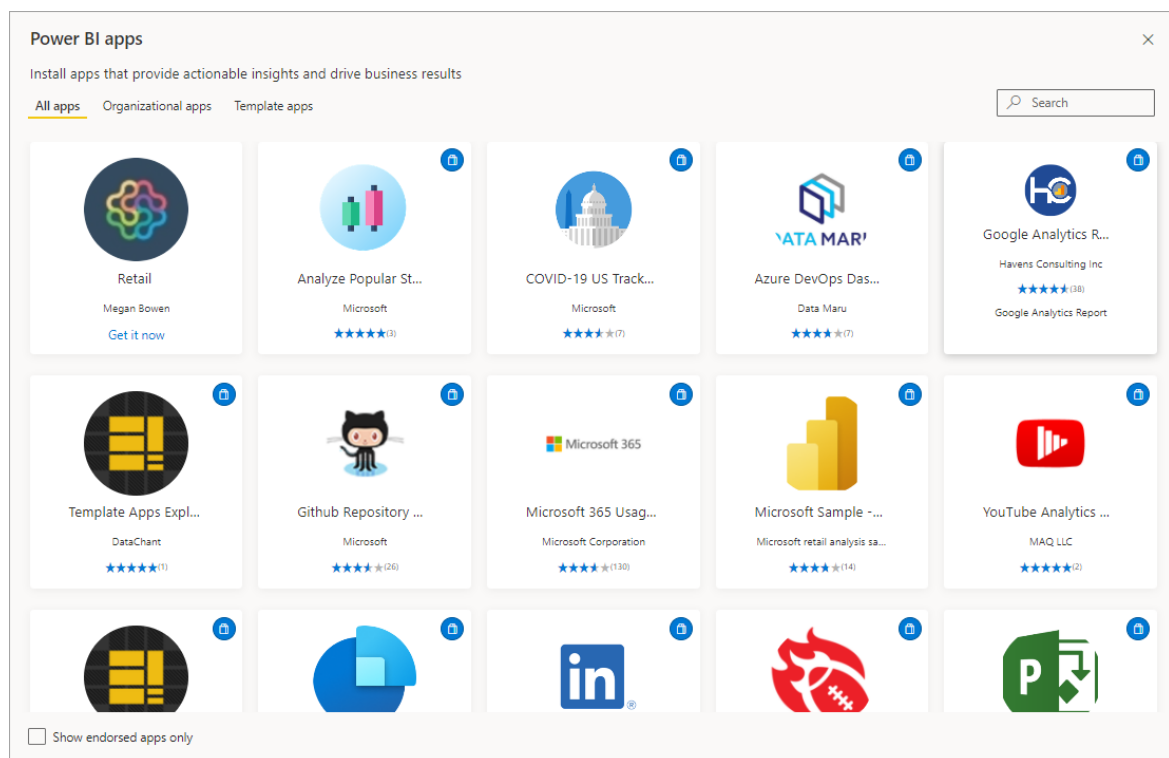 Power BI apps
Install apps that provide actionable insights and drive business results
All apps Organizational apps Template apps
Search
Retail
Megan Bowen
Get it now
Analyze Popular St...
Microsoft
(3)
COVID-19 US Track...
Microsoft
(7)
ATA MAR
Azure DevOps Das...
Data Maru
(7)
HC
Google Analytics R...
Havens Consulting Inc
(38)
Google Analytics Report
Template Apps Expl...
DataChant
(1)
Github Repository ...
Microsoft
(26)
Microsoft 365
Microsoft 365 Usag...
Microsoft Corporation
(130)
Microsoft Sample -...
Microsoft retail analysis sa...
(14)
YouTube Analytics ...
MAQ LLC
(2)
in
P
Show endorsed apps only